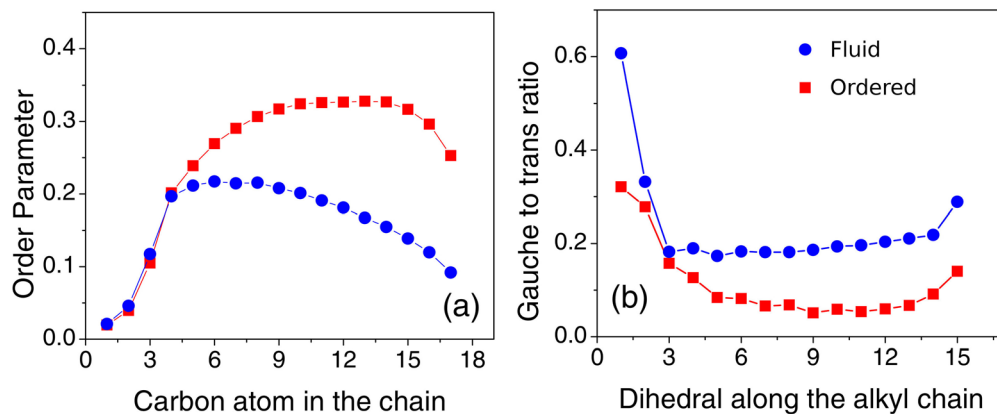 0.4
0.3
0.2
0.1
0.0
Order Parameter
0 3 6 9 12 15 18
Carbon atom in the chain
(a)
0.6
0.4
0.2
0.0
Gauche to trans ratio
Fluid
Ordered
(b)
0 3 6 9 12 15
Dihedral along the alkyl chain